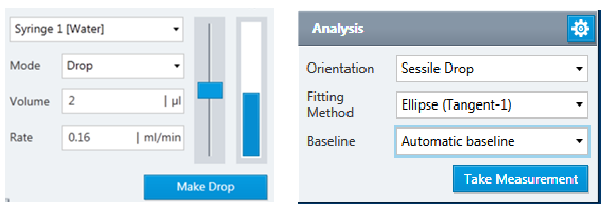 Syringe 1 [Water]
Mode Drop
Volume 2 | µl
Rate 0.16 | ml/min
Make Drop
Analysis
Orientation Sessile Drop
Fitting
Method Ellipse (Tangent-1)
Baseline Automatic baseline
Take Measurement